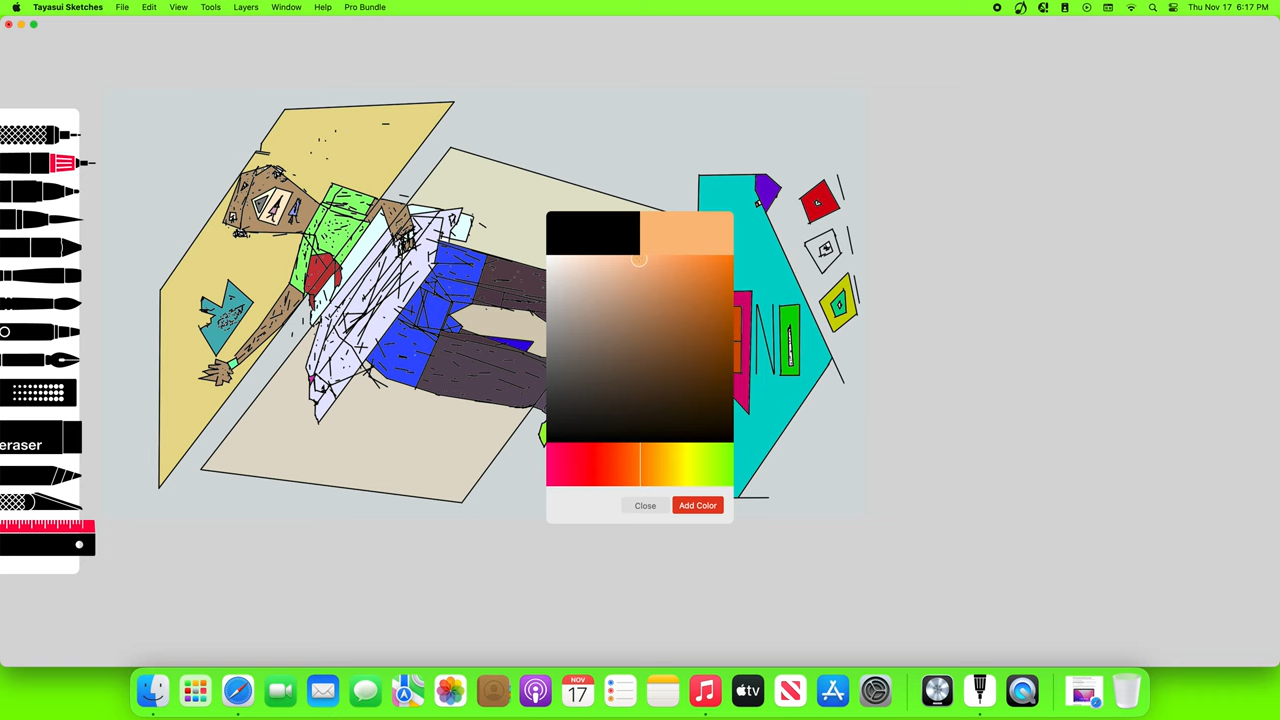 Tayasui Sketches File Edit View Tools Layers Window Help Pro Bundle Thu Nov 17 6:17 PM
eraser
Close Add Color
NOV
17
tv